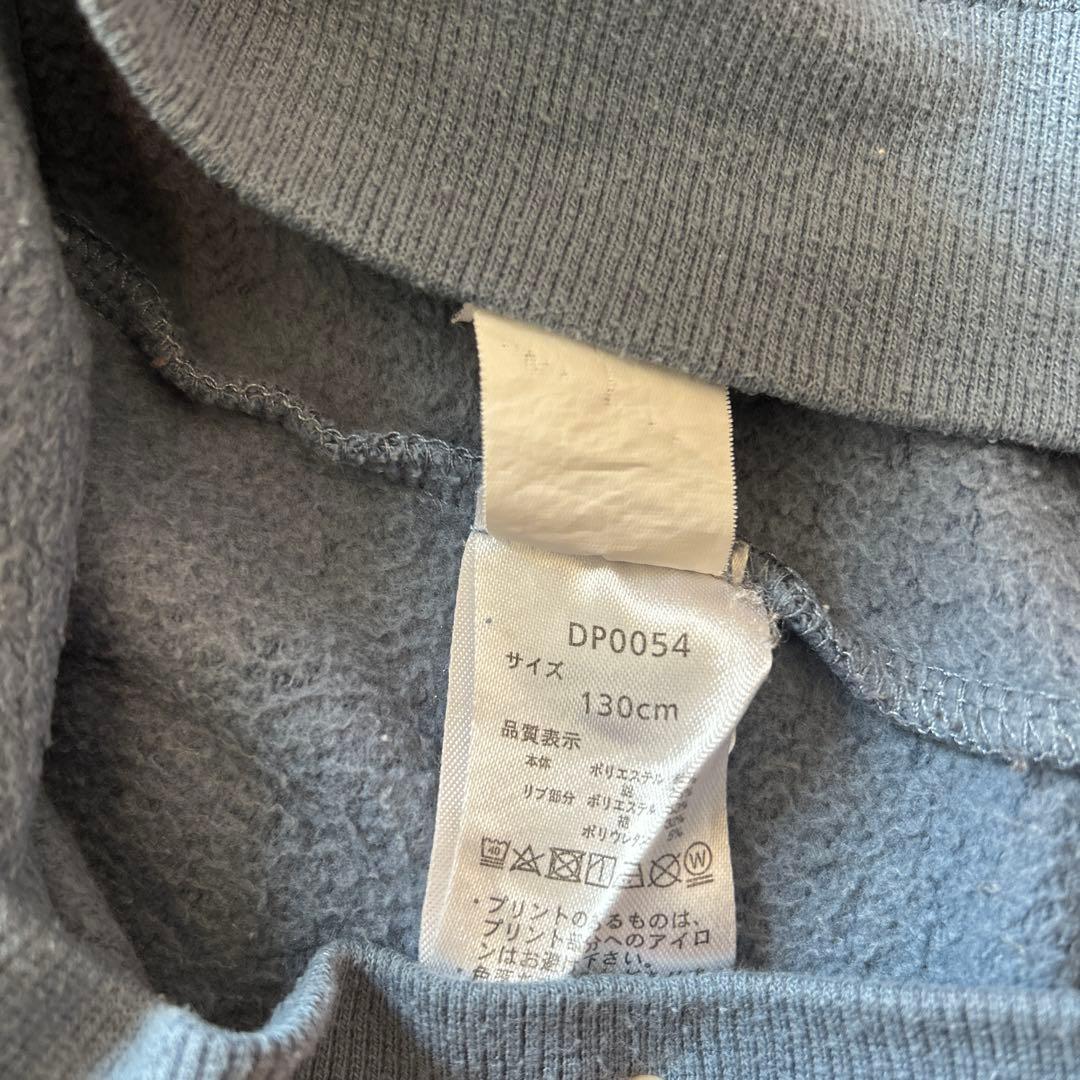 DP0054
サイズ
130cm
品質表示
本体 ポリエステル
綿
リブ部分 ポリエステル
ポリウレタン
40
W
・プリントのあるものは、
プリント部分へのアイロ
ンはお避け下さい。